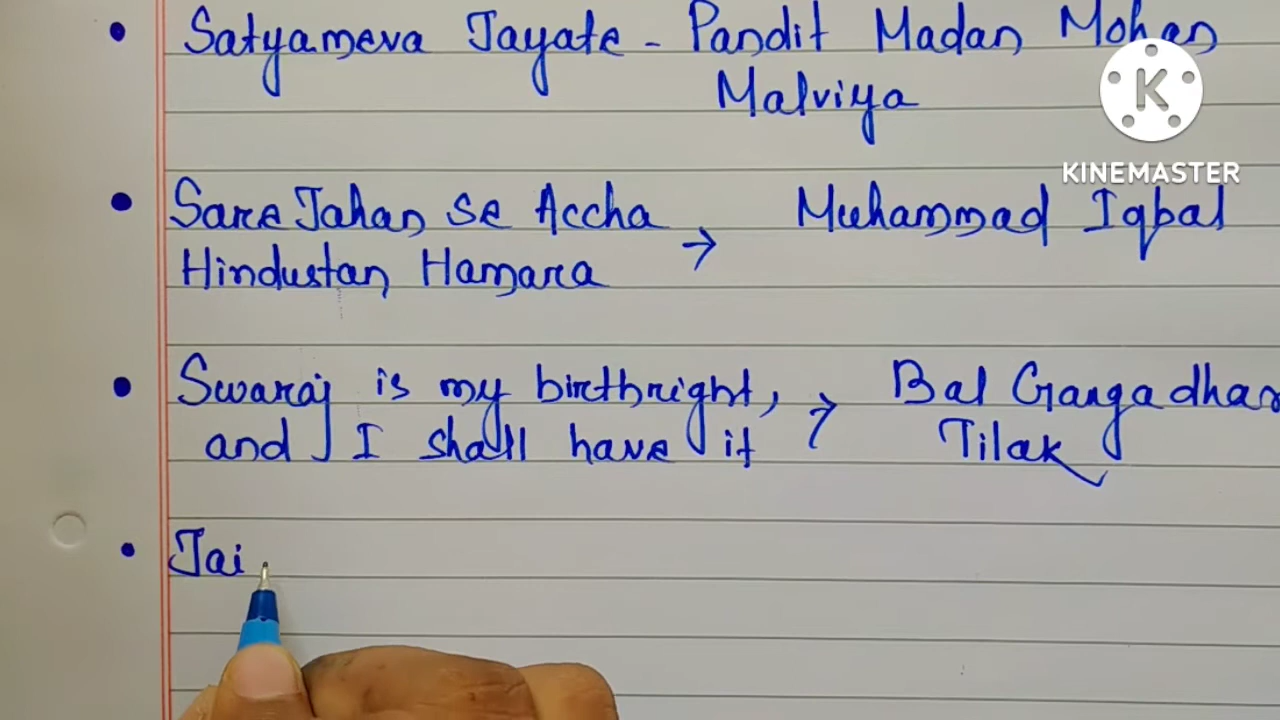 • Satyameva Jayate - Pandit Madan Mohan
Malviya
K
KINEMASTER
• Sare Jahan se Accha → Muhammad Iqbal
Hindustan Hamara
• Swaraj is my birthright, → Bal Gangadhar
and I shall have it Tilak
• Jai